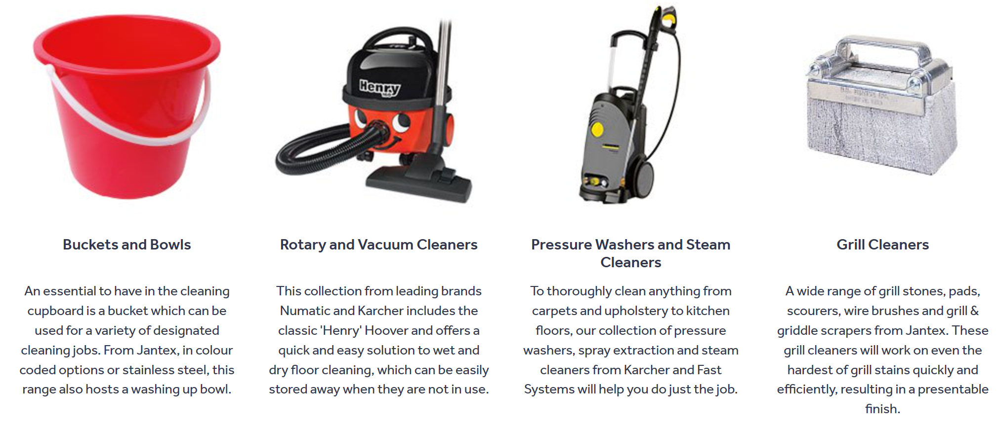 Henry
Buckets and Bowls
An essential to have in the cleaning
cupboard is a bucket which can be
used for a variety of designated
cleaning jobs. From Jantex, in colour
coded options or stainless steel, this
range also hosts a washing up bowl.
Rotary and Vacuum Cleaners
This collection from leading brands
Numatic and Karcher includes the
classic 'Henry' Hoover and offers a
quick and easy solution to wet and
dry floor cleaning, which can be easily
stored away when they are not in use.
Pressure Washers and Steam
Cleaners
To thoroughly clean anything from
carpets and upholstery to kitchen
floors, our collection of pressure
washers, spray extraction and steam
cleaners from Karcher and Fast
Systems will help you do just the job.
Grill Cleaners
A wide range of grill stones, pads,
scourers, wire brushes and grill &
griddle scrapers from Jantex. These
grill cleaners will work on even the
hardest of grill stains quickly and
efficiently, resulting in a presentable
finish.